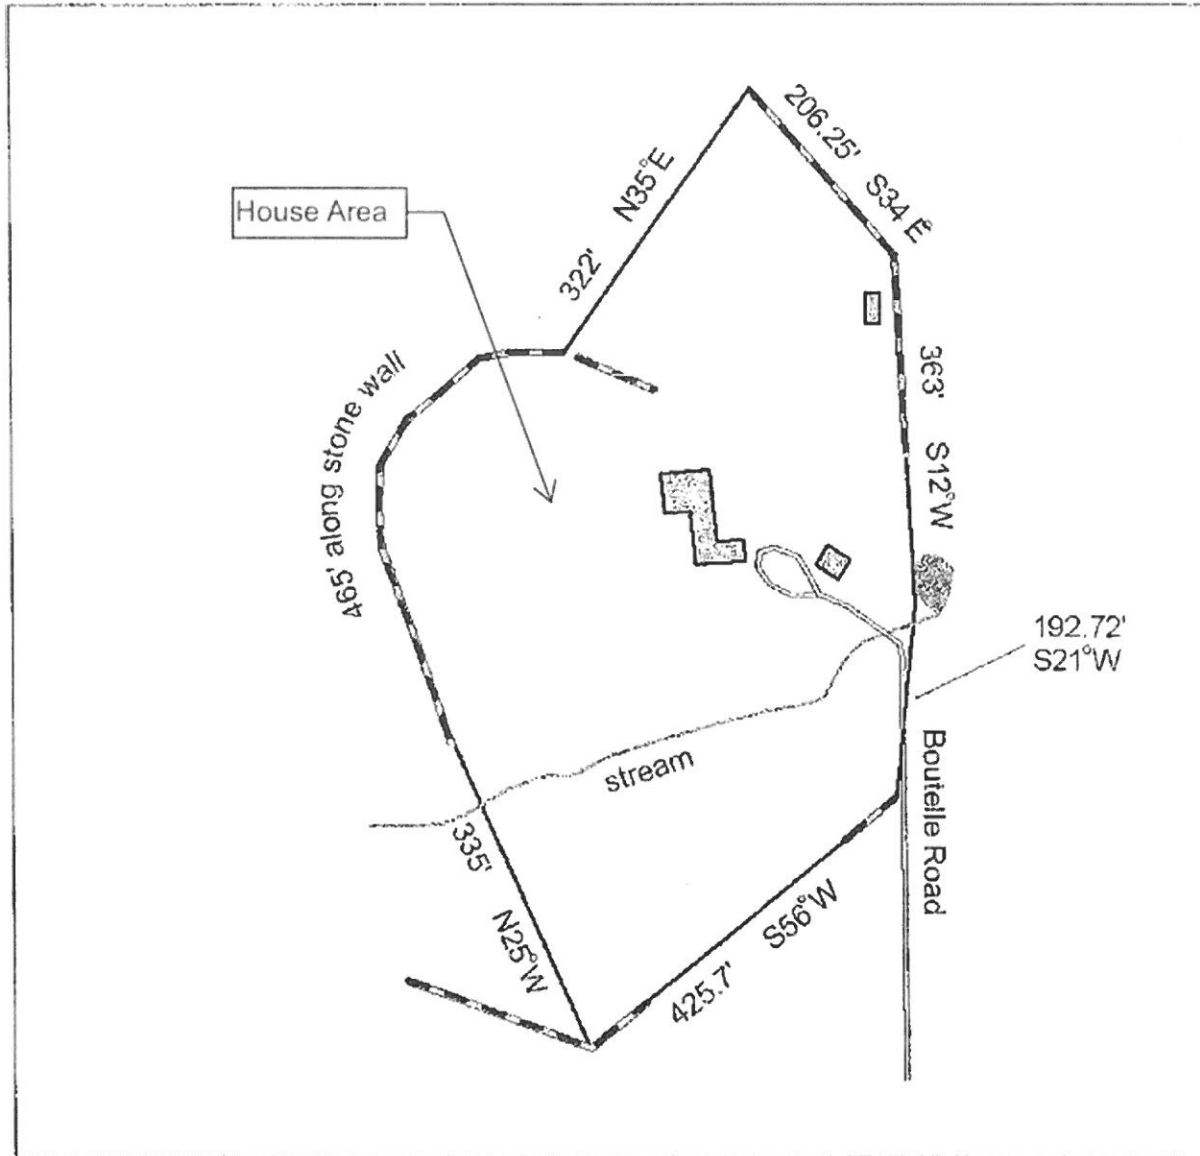 206.25' S34 E°
N35°E
322'
House Area
363' S12°W
465' along stone wall
192.72'
S21°W
stream
Boutelle Road
335'
N25°W
S56°W
425.7'